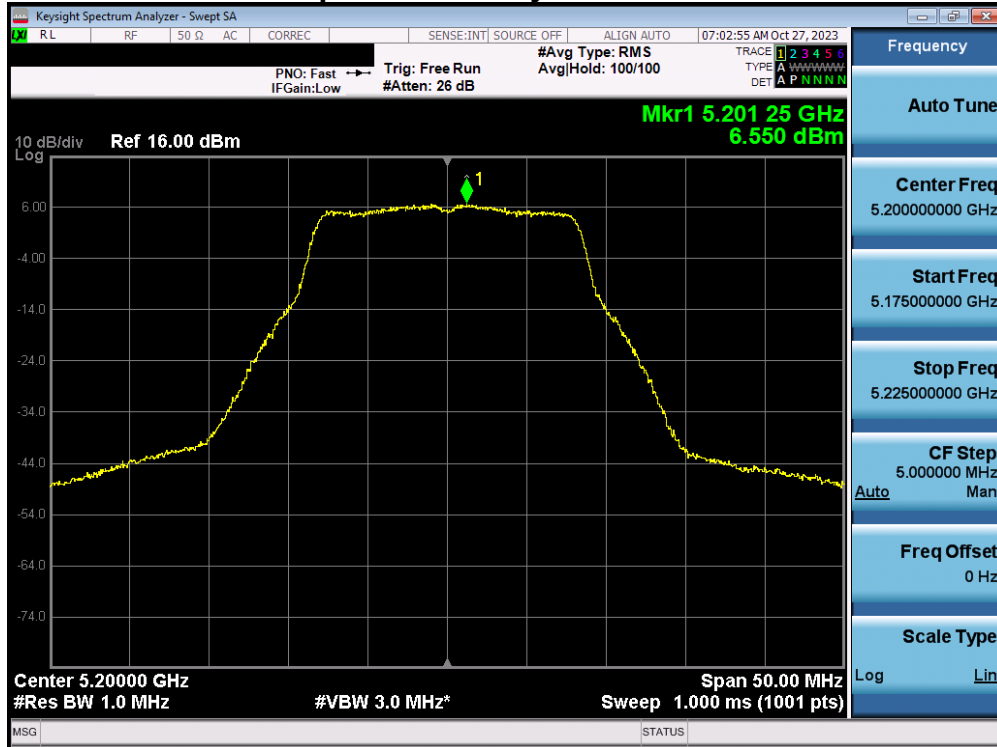 Keysight Spectrum Analyzer - Swept SA
LXI RL RF 50 Ω AC CORREC SENSE:INT SOURCE OFF ALIGN AUTO 07:02:55 AM Oct 27, 2023
PNO: Fast
IFGain:Low
Trig: Free Run
#Atten: 26 dB
#Avg Type: RMS
Avg|Hold: 100/100
TRACE 1 2 3 4 5 6
TYPE A WWWWW
DET A P N N N N
Mkr1 5.201 25 GHz
6.550 dBm
10 dB/div Ref 16.00 dBm
Log
1
6.00
-4.00
-14.0
-24.0
-34.0
-44.0
-54.0
-64.0
-74.0
Center 5.20000 GHz Span 50.00 MHz
#Res BW 1.0 MHz #VBW 3.0 MHz* Sweep 1.000 ms (1001 pts)
MSG STATUS
Frequency
Auto Tune
Center Freq
5.200000000 GHz
Start Freq
5.175000000 GHz
Stop Freq
5.225000000 GHz
CF Step
5.000000 MHz
Auto Man
Freq Offset
0 Hz
Scale Type
Log Lin